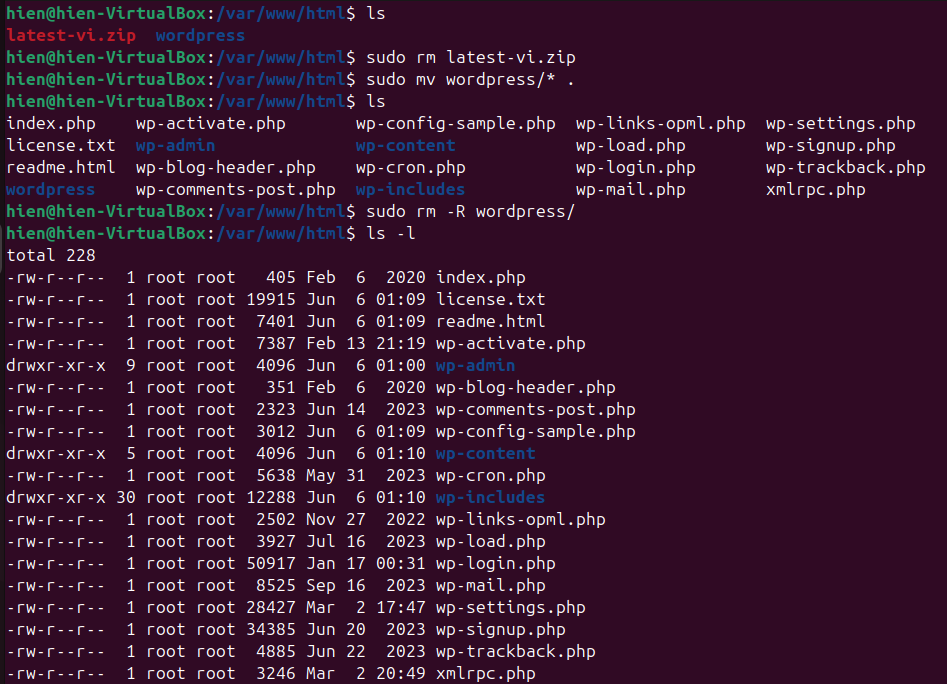 hien@hien-VirtualBox:/var/www/html$ ls
latest-vi.zip  wordpress
hien@hien-VirtualBox:/var/www/html$ sudo rm latest-vi.zip
hien@hien-VirtualBox:/var/www/html$ sudo mv wordpress/* .
hien@hien-VirtualBox:/var/www/html$ ls
index.php    wp-activate.php       wp-config-sample.php  wp-links-opml.php  wp-settings.php
license.txt  wp-admin              wp-content            wp-load.php        wp-signup.php
readme.html  wp-blog-header.php    wp-cron.php           wp-login.php       wp-trackback.php
wordpress    wp-comments-post.php  wp-includes           wp-mail.php        xmlrpc.php
hien@hien-VirtualBox:/var/www/html$ sudo rm -R wordpress/
hien@hien-VirtualBox:/var/www/html$ ls -l
total 228
-rw-r--r--  1 root root   405 Feb  6  2020 index.php
-rw-r--r--  1 root root 19915 Jun  6 01:09 license.txt
-rw-r--r--  1 root root  7401 Jun  6 01:09 readme.html
-rw-r--r--  1 root root  7387 Feb 13 21:19 wp-activate.php
drwxr-xr-x  9 root root  4096 Jun  6 01:00 wp-admin
-rw-r--r--  1 root root   351 Feb  6  2020 wp-blog-header.php
-rw-r--r--  1 root root  2323 Jun 14  2023 wp-comments-post.php
-rw-r--r--  1 root root  3012 Jun  6 01:09 wp-config-sample.php
drwxr-xr-x  5 root root  4096 Jun  6 01:10 wp-content
-rw-r--r--  1 root root  5638 May 31  2023 wp-cron.php
drwxr-xr-x 30 root root 12288 Jun  6 01:10 wp-includes
-rw-r--r--  1 root root  2502 Nov 27  2022 wp-links-opml.php
-rw-r--r--  1 root root  3927 Jul 16  2023 wp-load.php
-rw-r--r--  1 root root 50917 Jan 17 00:31 wp-login.php
-rw-r--r--  1 root root  8525 Sep 16  2023 wp-mail.php
-rw-r--r--  1 root root 28427 Mar  2 17:47 wp-settings.php
-rw-r--r--  1 root root 34385 Jun 20  2023 wp-signup.php
-rw-r--r--  1 root root  4885 Jun 22  2023 wp-trackback.php
-rw-r--r--  1 root root  3246 Mar  2 20:49 xmlrpc.php